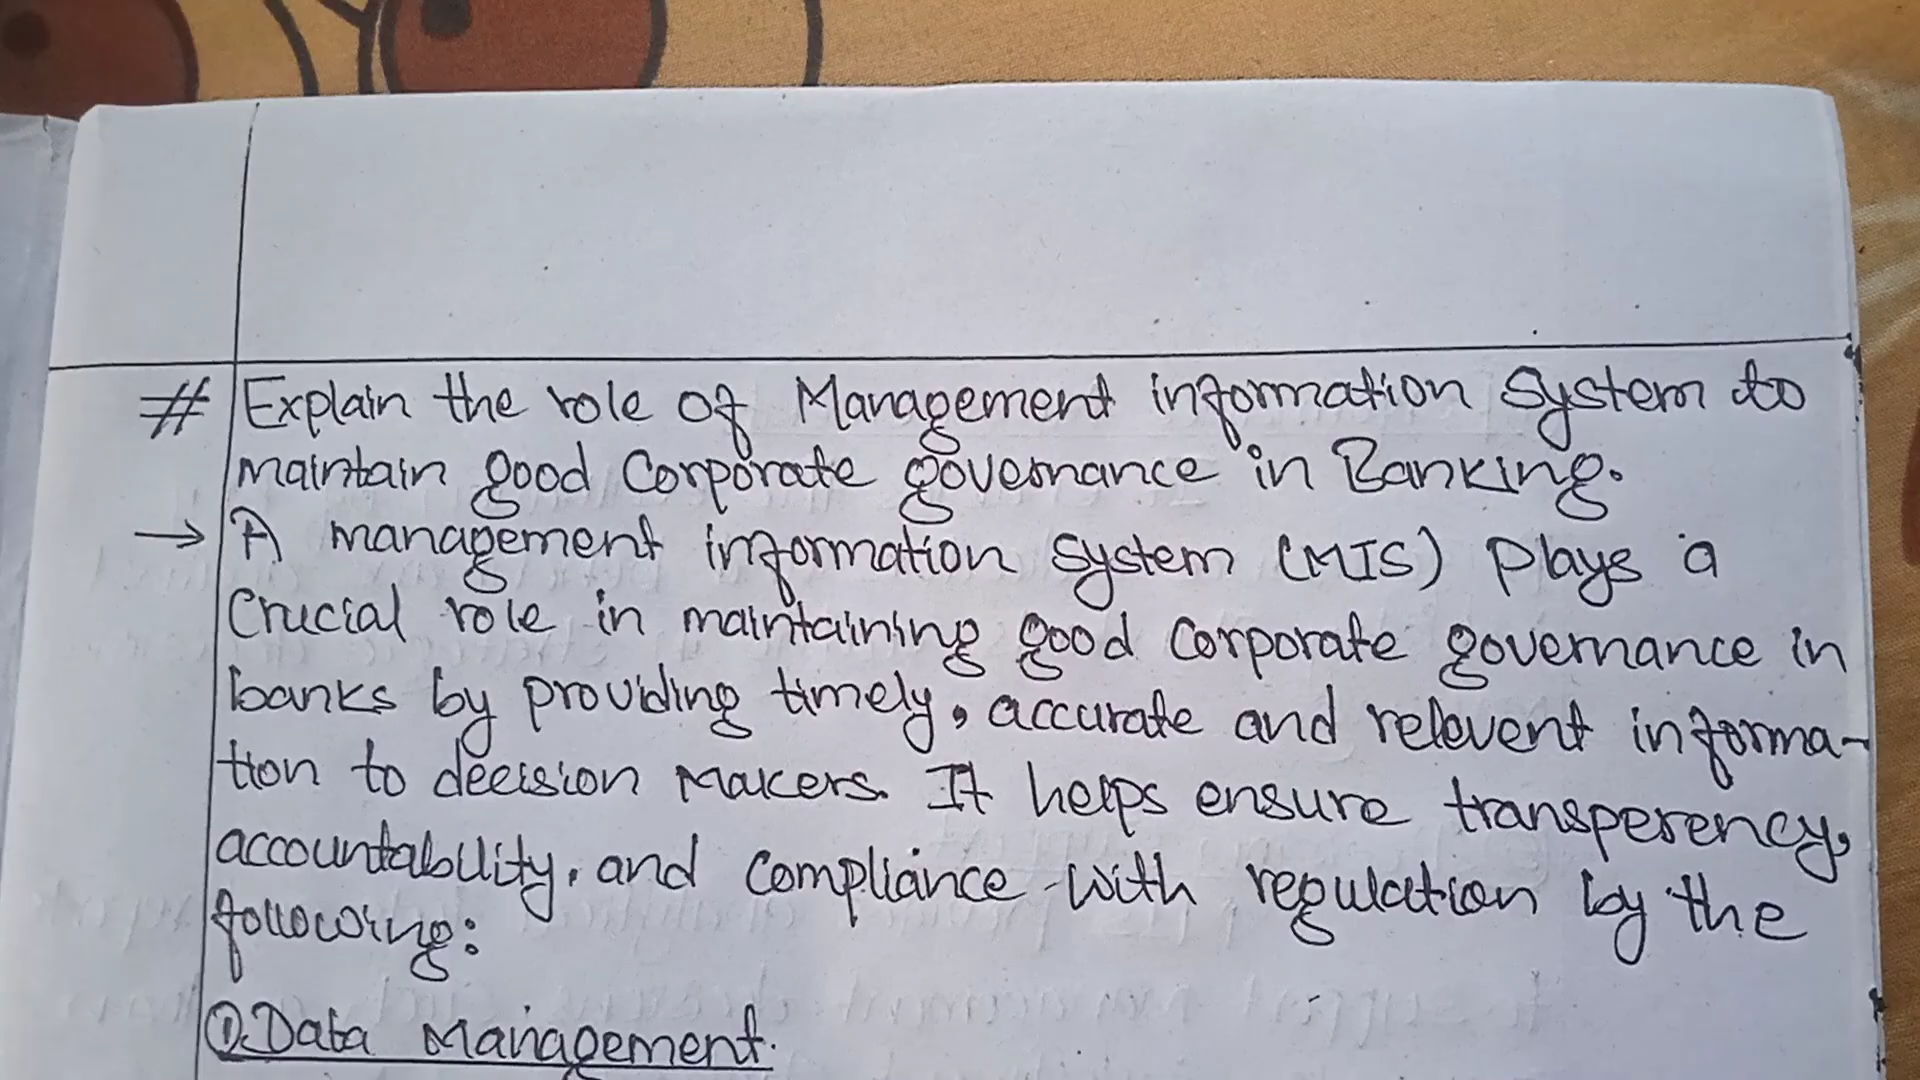 # Explain the role of Management information system to
maintain good Corporate governance in Banking.
→ A management information system (MIS) plays a
Crucial role in maintaining good Corporate governance in
banks by providing timely, accurate and relevent informa-
tion to decision makers. It helps ensure transperency,
accountability, and compliance with regulation by the
following:
①.Data Management.